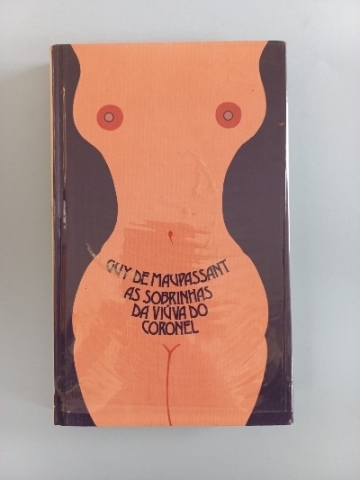 GUY DE MAUPASSANT
AS SOBRINHAS
DA VIÚVA DO
CORONEL